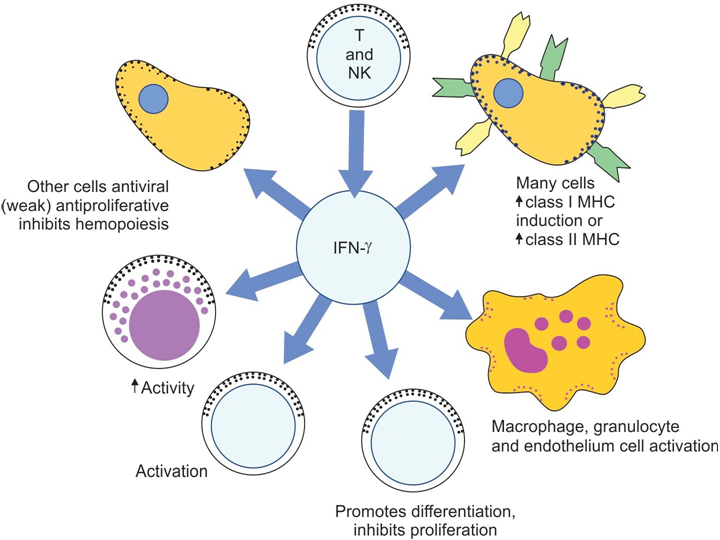 T
and
NK
Other cells antiviral
(weak) antiproliferative
inhibits hemopoiesis
Many cells
↑class I MHC
induction or
↑class II MHC
IFN-γ
↑Activity
Macrophage, granulocyte
and endothelium cell activation
Activation
Promotes differentiation,
inhibits proliferation